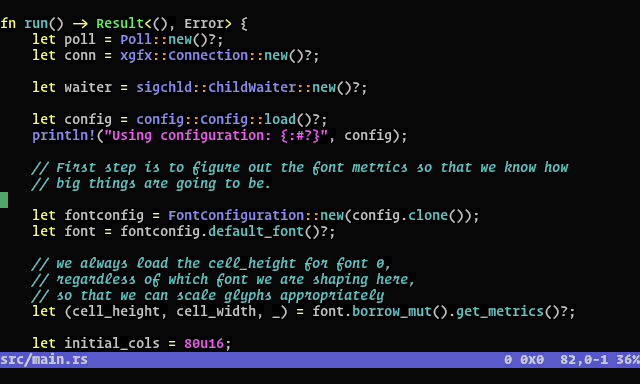 fn run() -> Result<(), Error> {
    let poll = Poll::new()?;
    let conn = xgfx::Connection::new()?;
    let waiter = sigchld::ChildWaiter::new()?;
    let config = config::Config::load()?;
    println!("Using configuration: {:#?}", config);
    // First step is to figure out the font metrics so that we know how
    // big things are going to be.
    let fontconfig = FontConfiguration::new(config.clone());
    let font = fontconfig.default_font()?;
    // we always load the cell_height for font 0,
    // regardless of which font we are shaping here,
    // so that we can scale glyphs appropriately
    let (cell_height, cell_width, _) = font.borrow_mut().get_metrics()?;
    let initial_cols = 80u16;
src/main.rs 0 0x0 82,0-1 36%